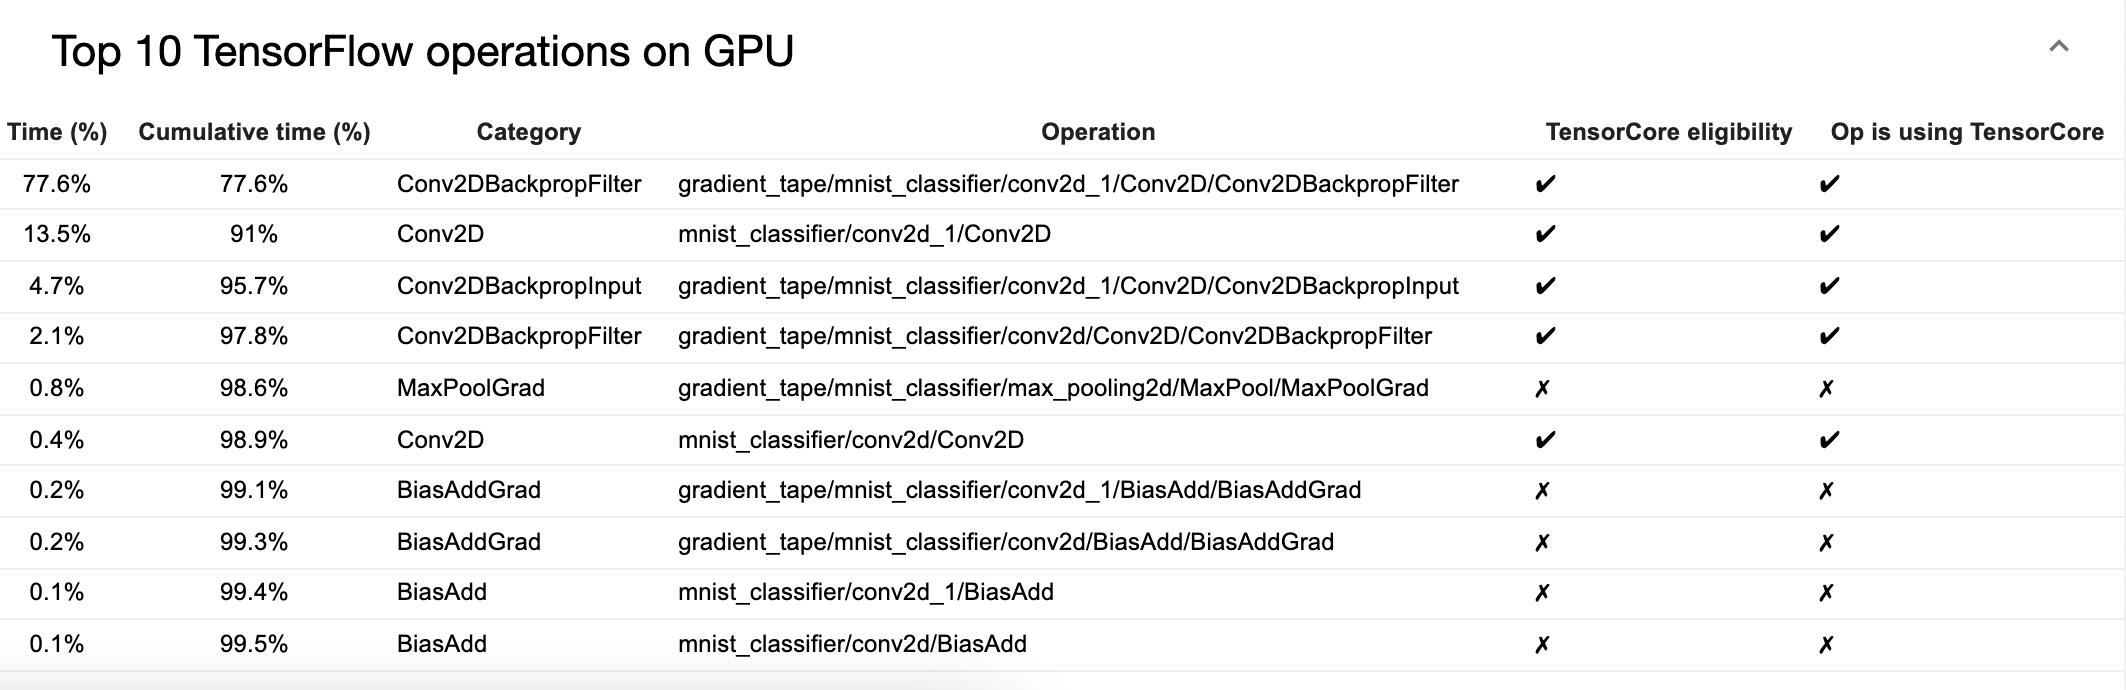 Top 10 TensorFlow operations on GPU
Time (%) Cumulative time (%) Category Operation TensorCore eligibility Op is using TensorCore
77.6% 77.6% Conv2DBackpropFilter gradient_tape/mnist_classifier/conv2d_1/Conv2D/Conv2DBackpropFilter ✔ ✔
13.5% 91% Conv2D mnist_classifier/conv2d_1/Conv2D ✔ ✔
4.7% 95.7% Conv2DBackpropInput gradient_tape/mnist_classifier/conv2d_1/Conv2D/Conv2DBackpropInput ✔ ✔
2.1% 97.8% Conv2DBackpropFilter gradient_tape/mnist_classifier/conv2d/Conv2D/Conv2DBackpropFilter ✔ ✔
0.8% 98.6% MaxPoolGrad gradient_tape/mnist_classifier/max_pooling2d/MaxPool/MaxPoolGrad ✗ ✗
0.4% 98.9% Conv2D mnist_classifier/conv2d/Conv2D ✔ ✔
0.2% 99.1% BiasAddGrad gradient_tape/mnist_classifier/conv2d_1/BiasAdd/BiasAddGrad ✗ ✗
0.2% 99.3% BiasAddGrad gradient_tape/mnist_classifier/conv2d/BiasAdd/BiasAddGrad ✗ ✗
0.1% 99.4% BiasAdd mnist_classifier/conv2d_1/BiasAdd ✗ ✗
0.1% 99.5% BiasAdd mnist_classifier/conv2d/BiasAdd ✗ ✗